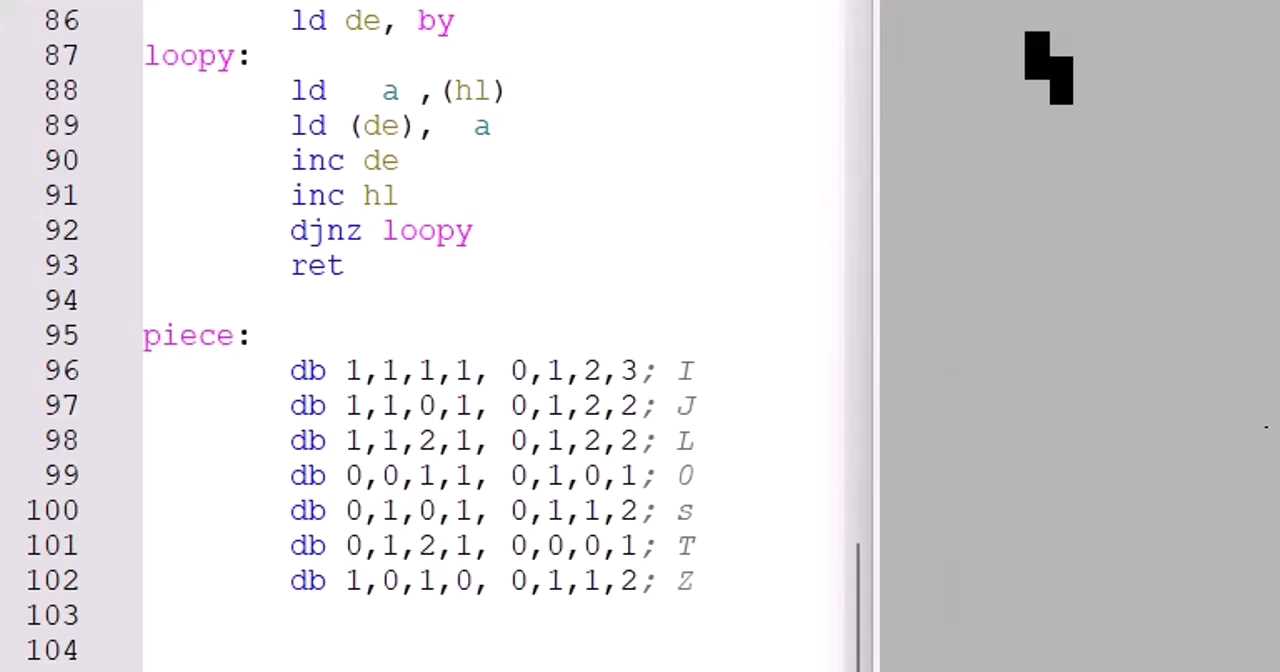 86 ld de, by
87 loopy:
88 ld a ,(hl)
89 ld (de), a
90 inc de
91 inc hl
92 djnz loopy
93 ret
94
95 piece:
96 db 1,1,1,1, 0,1,2,3; I
97 db 1,1,0,1, 0,1,2,2; J
98 db 1,1,2,1, 0,1,2,2; L
99 db 0,0,1,1, 0,1,0,1; O
100 db 0,1,0,1, 0,1,1,2; s
101 db 0,1,2,1, 0,0,0,1; T
102 db 1,0,1,0, 0,1,1,2; Z
103
104